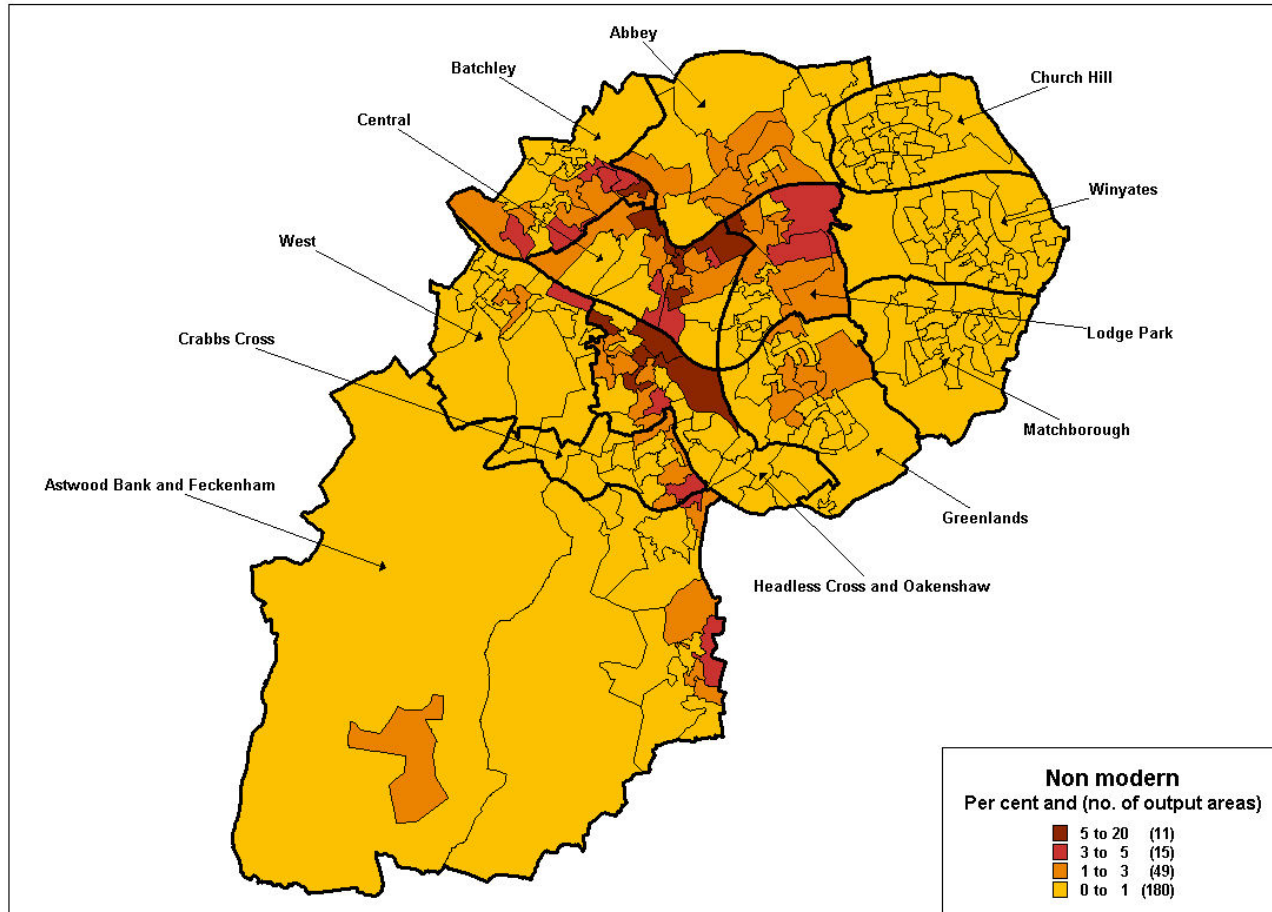 Abbey
Batchley
Church Hill
Central
Winyates
West
Crabbs Cross
Lodge Park
Matchborough
Astwood Bank and Feckenham
Greenlands
Headless Cross and Oakenshaw
Non modern
Per cent and (no. of output areas)
5 to 20 (11)
3 to 5 (15)
1 to 3 (49)
0 to 1 (180)